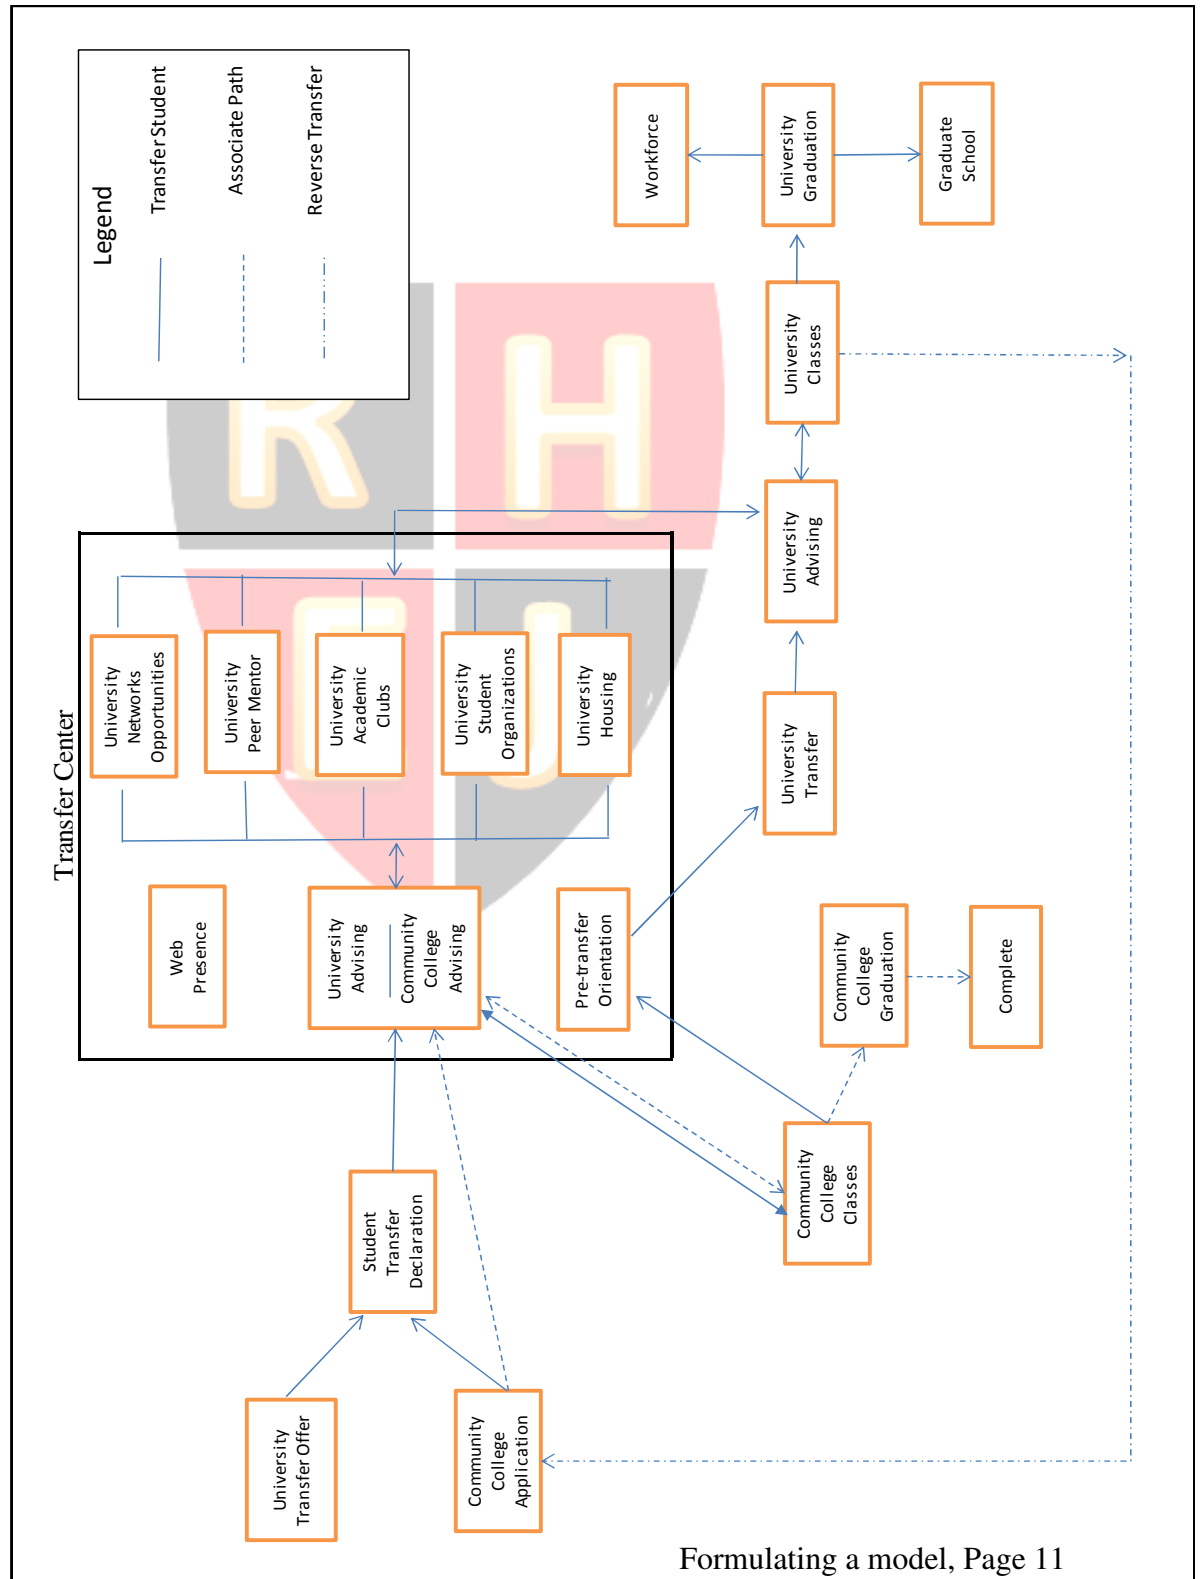 Transfer Center
Legend
Transfer Student
Associate Path
Reverse Transfer
University
Transfer Offer
Community
College
Application
Student
Transfer
Declaration
Web
Presence
University
Advising
Community
College
Advising
Pre-transfer
Orientation
University
Networks
Opportunities
University
Peer Mentor
University
Academic
Clubs
University
Student
Organizations
University
Housing
Community
College
Classes
Community
College
Graduation
Complete
University
Transfer
University
Advising
University
Classes
University
Graduation
Workforce
Graduate
School
R H
C U
Formulating a model, Page 11